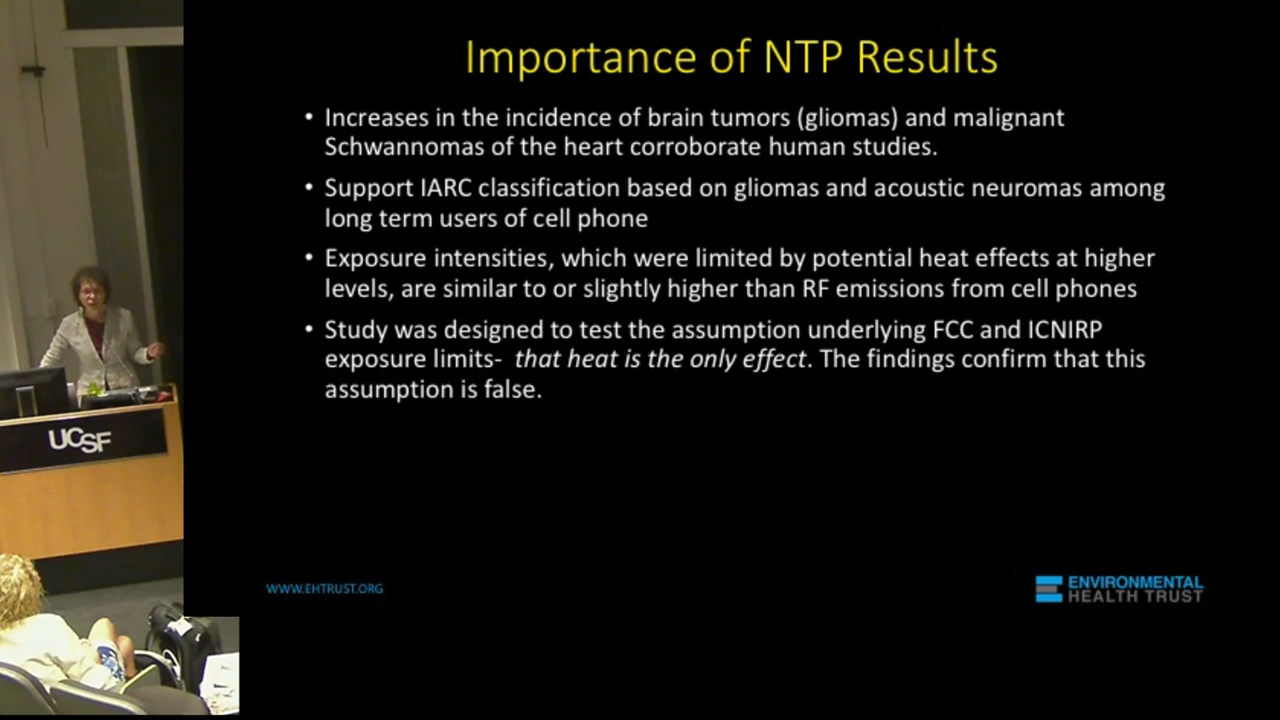 Importance of NTP Results
• Increases in the incidence of brain tumors (gliomas) and malignant
Schwannomas of the heart corroborate human studies.
• Support IARC classification based on gliomas and acoustic neuromas among
long term users of cell phone
• Exposure intensities, which were limited by potential heat effects at higher
levels, are similar to or slightly higher than RF emissions from cell phones
• Study was designed to test the assumption underlying FCC and ICNIRP
exposure limits- that heat is the only effect. The findings confirm that this
assumption is false.
UCSF
WWW.EHTRUST.ORG
ENVIRONMENTAL
HEALTH TRUST